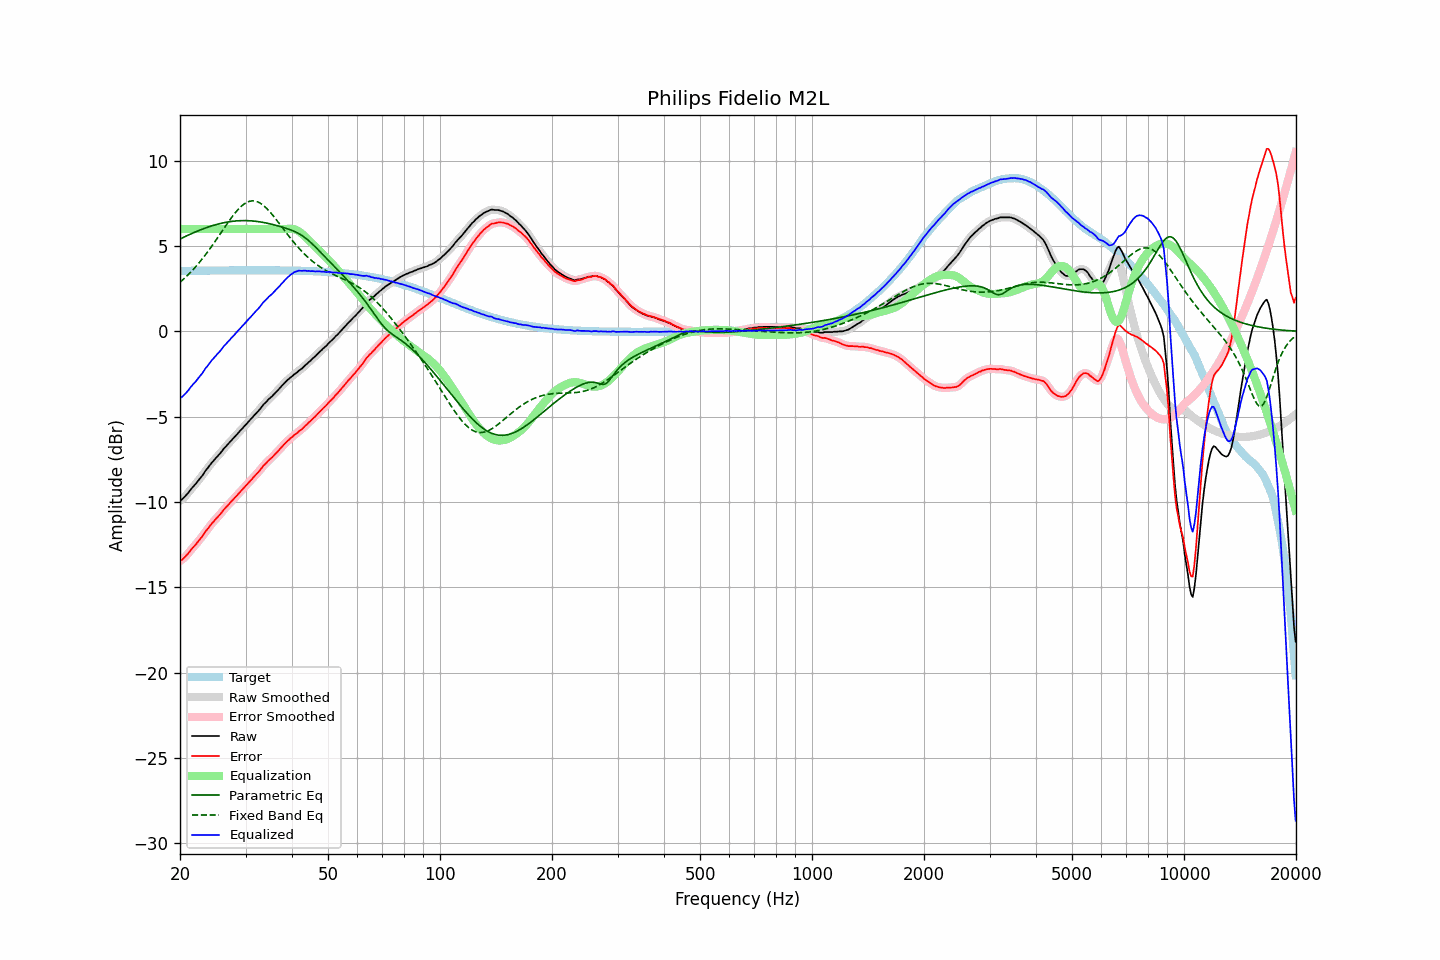 Philips Fidelio M2L
Amplitude (dBr)
10
5
0
−5
−10
−15
−20
−25
−30
Target
Raw Smoothed
Error Smoothed
Raw
Error
Equalization
Parametric Eq
Fixed Band Eq
Equalized
20 50 100 200 500 1000 2000 5000 10000 20000
Frequency (Hz)